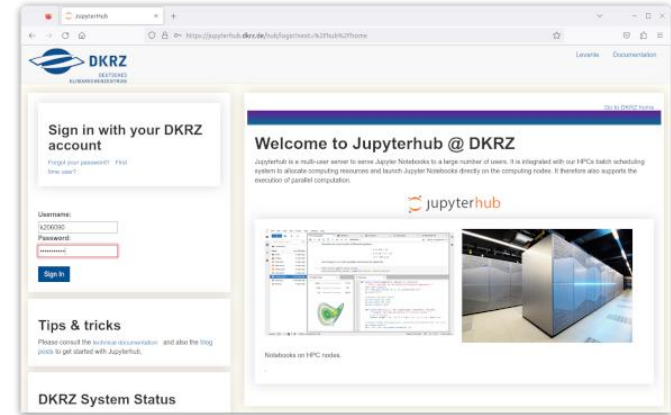 JupyterHub
https://jupyterhub.dkrz.de/hub/login?next=%2Fhub%2Fhome
DKRZ
DEUTSCHES
KLIMARECHENZENTRUM
Levante Documentation
Sign in with your DKRZ
account
Forgot your password? First
time user?
Username:
k206080
Password:
Sign In
Tips & tricks
Please consult the technical documentation and also the blog
posts to get started with Jupyterhub.
DKRZ System Status
Go to DKRZ home
Welcome to Jupyterhub @ DKRZ
Jupyterhub is a multi-user server to serve Jupyter Notebooks to a large number of users. It is integrated with our HPCs batch scheduling
system to allocate computing resources and launch Jupyter Notebooks directly on the computing nodes. It therefore also supports the
execution of parallel computation.
jupyterhub
Notebooks on HPC nodes.